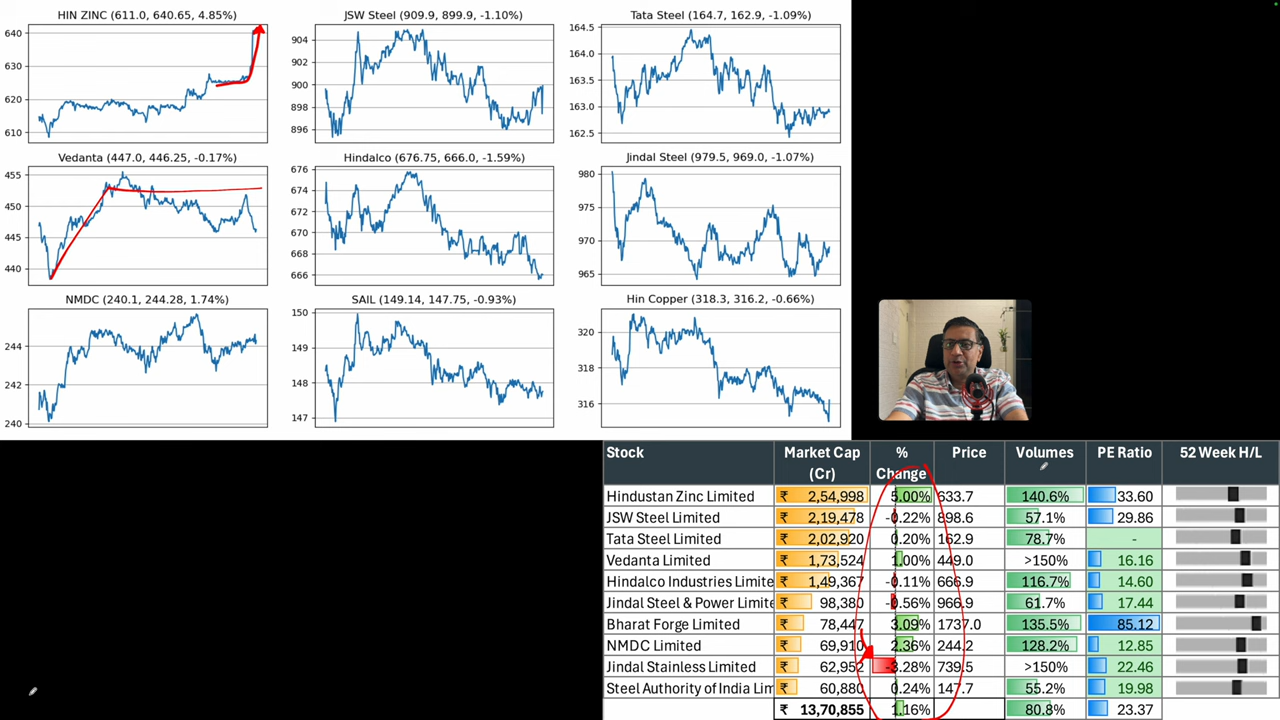 HIN ZINC (611.0, 640.65, 4.85%)
640
630
620
610
JSW Steel (909.9, 899.9, -1.10%)
904
902
900
898
896
Tata Steel (164.7, 162.9, -1.09%)
164.5
164.0
163.5
163.0
162.5
Vedanta (447.0, 446.25, -0.17%)
455
450
445
440
Hindalco (676.75, 666.0, -1.59%)
676
674
672
670
668
666
Jindal Steel (979.5, 969.0, -1.07%)
980
975
970
965
NMDC (240.1, 244.28, 1.74%)
244
242
240
SAIL (149.14, 147.75, -0.93%)
150
149
148
147
Hin Copper (318.3, 316.2, -0.66%)
320
318
316
Stock Market Cap (Cr) % Change Price Volumes PE Ratio 52 Week H/L
Hindustan Zinc Limited ₹ 2,54,998 5.00% 633.7 140.6% 33.60
JSW Steel Limited ₹ 2,19,478 -0.22% 898.6 57.1% 29.86
Tata Steel Limited ₹ 2,02,920 0.20% 162.9 78.7% -
Vedanta Limited ₹ 1,73,524 1.00% 449.0 >150% 16.16
Hindalco Industries Limite ₹ 1,49,367 -0.11% 666.9 116.7% 14.60
Jindal Steel & Power Limite ₹ 98,380 -0.56% 966.9 61.7% 17.44
Bharat Forge Limited ₹ 78,447 3.09% 1737.0 135.5% 85.12
NMDC Limited ₹ 69,910 2.36% 244.2 128.2% 12.85
Jindal Stainless Limited ₹ 62,952 -3.28% 739.5 >150% 22.46
Steel Authority of India Lim ₹ 60,880 0.24% 147.7 55.2% 19.98
₹ 13,70,855 1.16% 80.8% 23.37